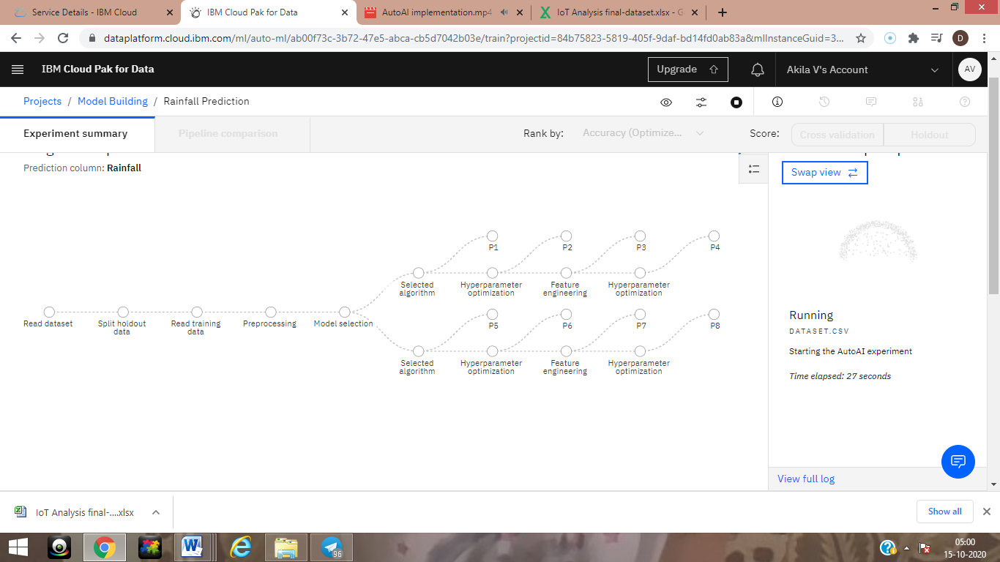 Service Details - IBM Cloud
IBM Cloud Pak for Data
AutoAI implementation.mp4
IoT Analysis final-dataset.xlsx - G
dataplatform.cloud.ibm.com/ml/auto-ml/ab00f73c-3b72-47e5-abca-cb5d7042b03e/train?projectid=84b75823-5819-405f-9daf-bd14fd0ab83a&mlInstanceGuid=3...
D
IBM Cloud Pak for Data
Upgrade
Akila V's Account
AV
Projects / Model Building / Rainfall Prediction
Experiment summary
Pipeline comparison
Rank by:
Accuracy (Optimize...
Score:
Cross validation
Holdout
Prediction column: Rainfall
Swap view
P1
P2
P3
P4
Selected
algorithm
Hyperparameter
optimization
Feature
engineering
Hyperparameter
optimization
Read dataset
Split holdout
data
Read training
data
Preprocessing
Model selection
P5
P6
P7
P8
Selected
algorithm
Hyperparameter
optimization
Feature
engineering
Hyperparameter
optimization
Running
DATASET.CSV
Starting the AutoAI experiment
Time elapsed: 27 seconds
View full log
IoT Analysis final-....xlsx
Show all
96
05:00
15-10-2020